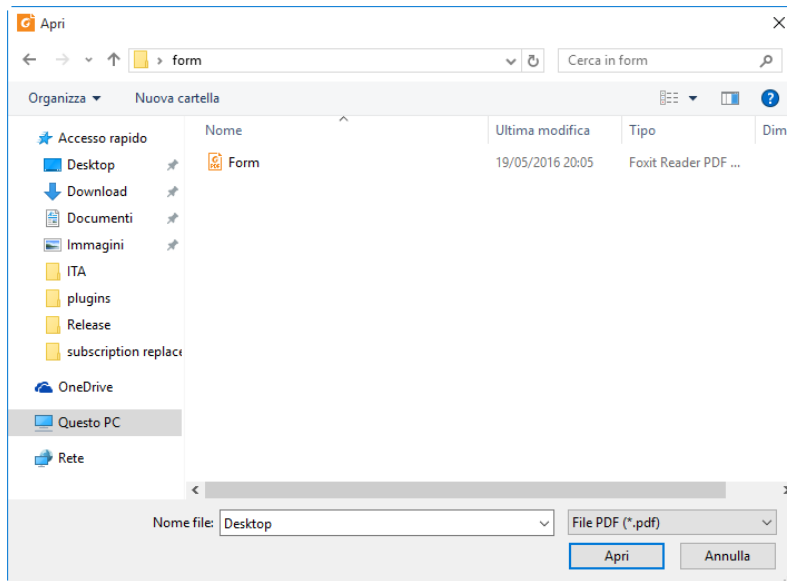 Apri
form
Cerca in form
Organizza Nuova cartella
Nome Ultima modifica Tipo Dim
Form 19/05/2016 20:05 Foxit Reader PDF ...
Accesso rapido
Desktop
Download
Documenti
Immagini
ITA
plugins
Release
subscription replace
OneDrive
Questo PC
Rete
Nome file: Desktop File PDF (*.pdf)
Apri Annulla